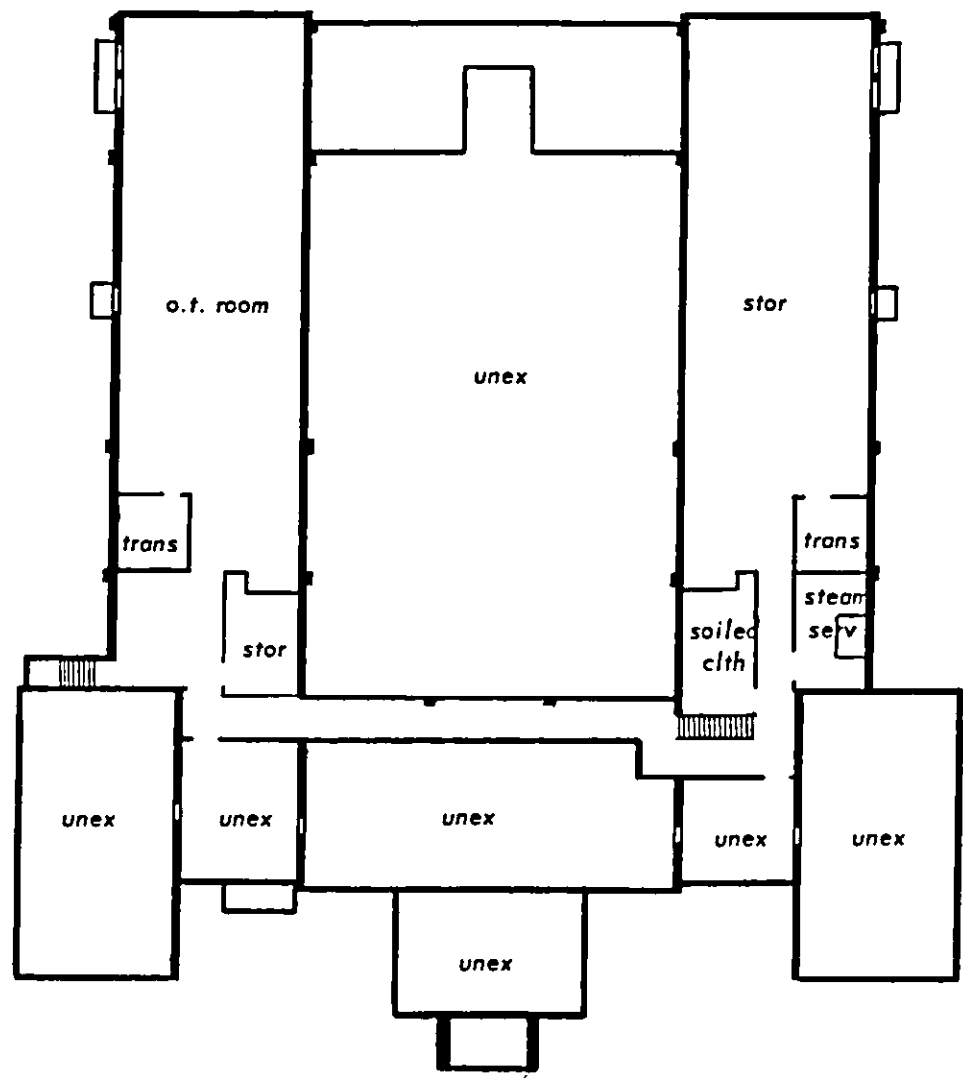 o.t. room
stor
unex
trans
trans
steam
serv
stor
soiled
clth
unex
unex
unex
unex
unex
unex